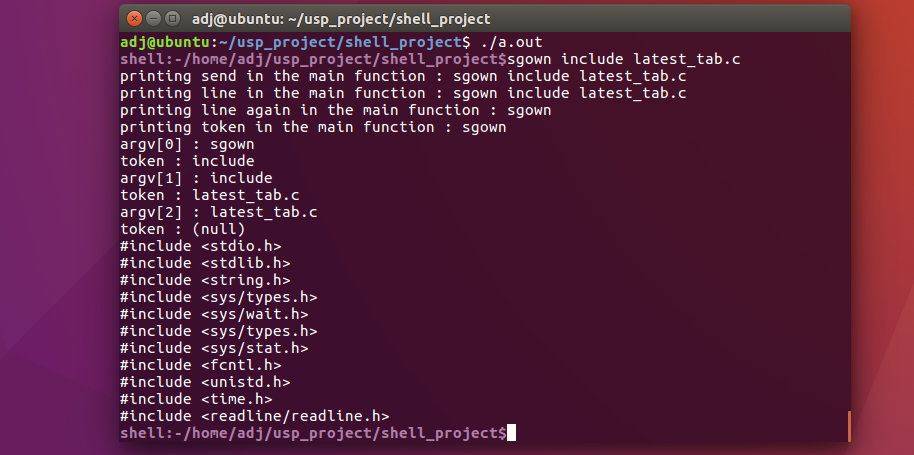 adj@ubuntu: ~/usp_project/shell_project
adj@ubuntu:~/usp_project/shell_project$ ./a.out
shell:-/home/adj/usp_project/shell_project$sgown include latest_tab.c
printing send in the main function : sgown include latest_tab.c
printing line in the main function : sgown include latest_tab.c
printing line again in the main function : sgown
printing token in the main function : sgown
argv[0] : sgown
token : include
argv[1] : include
token : latest_tab.c
argv[2] : latest_tab.c
token : (null)
#include <stdio.h>
#include <stdlib.h>
#include <string.h>
#include <sys/types.h>
#include <sys/wait.h>
#include <sys/types.h>
#include <sys/stat.h>
#include <fcntl.h>
#include <unistd.h>
#include <time.h>
#include <readline/readline.h>
shell:-/home/adj/usp_project/shell_project$